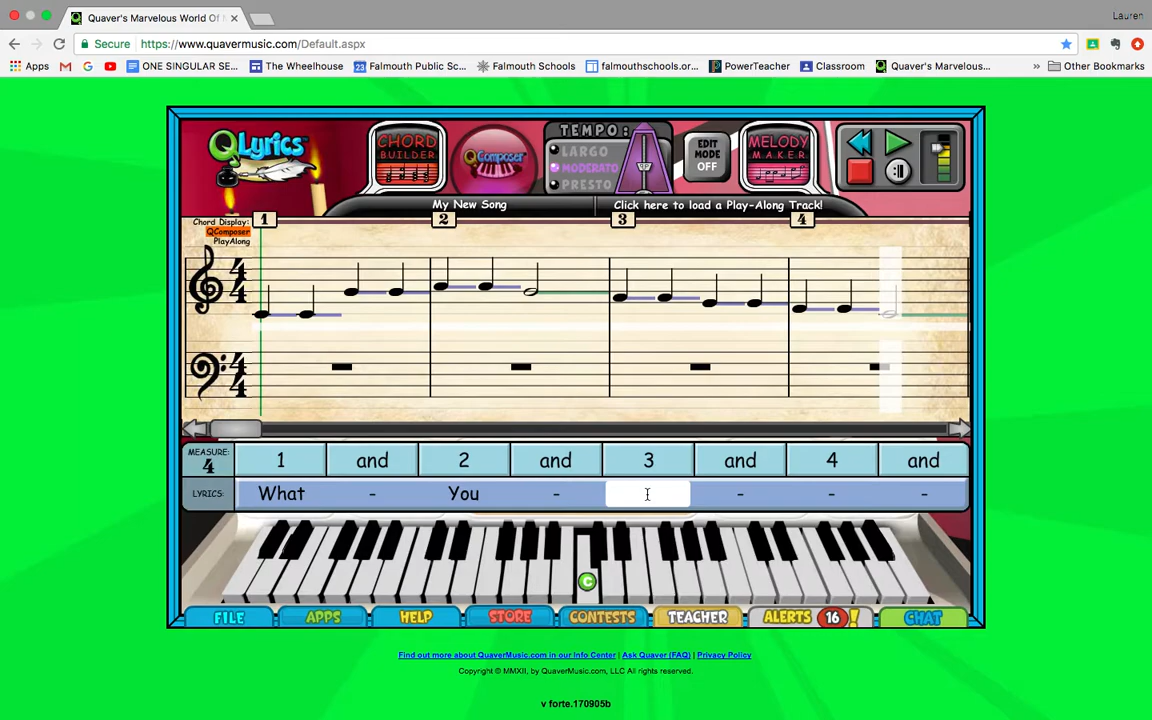 Quaver's Marvelous World Of M
Lauren
Secure https://www.quavermusic.com/Default.aspx
Apps ONE SINGULAR SE... The Wheelhouse Falmouth Public Sc... Falmouth Schools falmouthschools.or... PowerTeacher Classroom Quaver's Marvelous... » Other Bookmarks
QLyrics
CHORD BUILDER
QComposer
TEMPO:
LARGO
MODERATO
PRESTO
EDIT MODE OFF
MELODY MAKER
My New Song
Click here to load a Play-Along Track!
Chord Display:
QComposer
PlayAlong
1 2 3 4
4 4
4 4
MEASURE: 4 1 and 2 and 3 and 4 and
LYRICS: What - You - - - -
C
FILE APPS HELP STORE CONTESTS TEACHER ALERTS 16 ! CHAT
Find out more about QuaverMusic.com in our Info Center | Ask Quaver (FAQ) | Privacy Policy
Copyright © MMXII, by QuaverMusic.com, LLC All rights reserved.
v forte.170905b